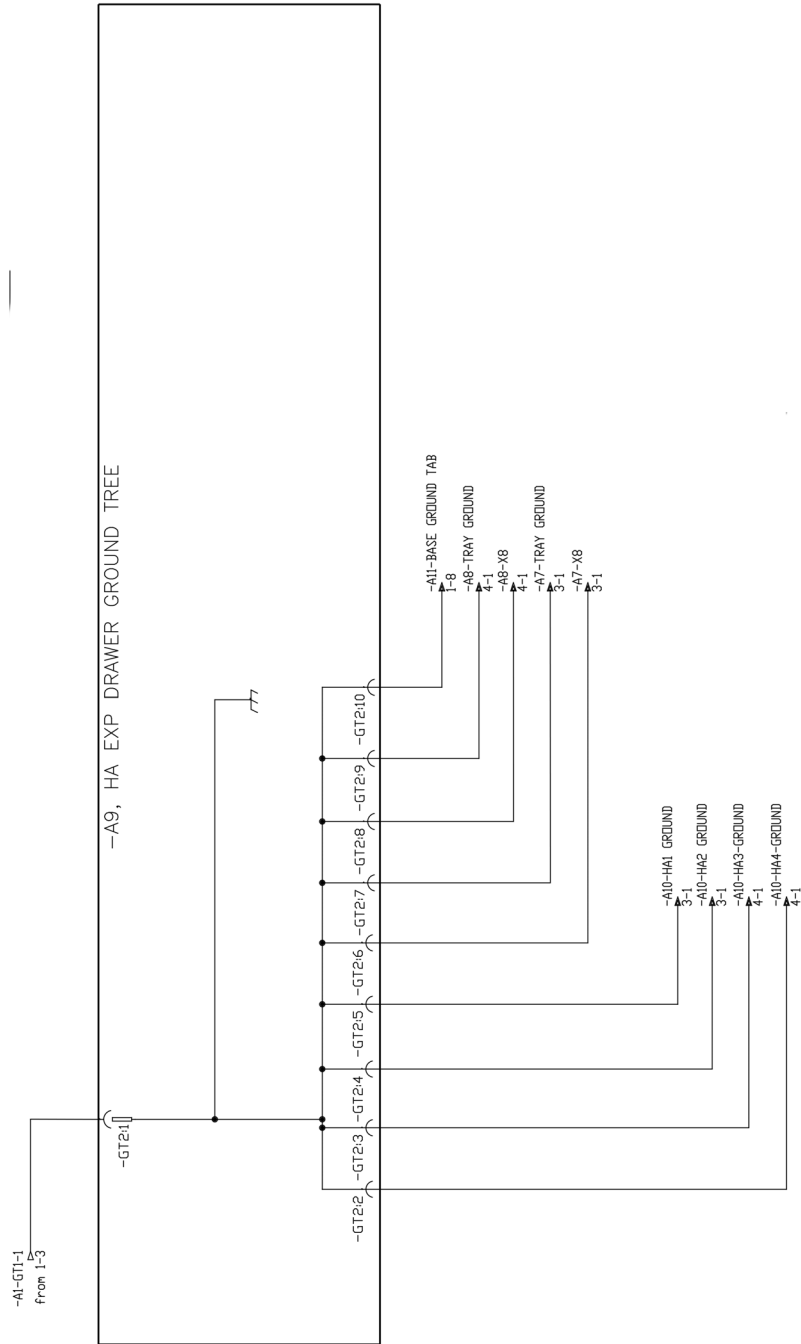 -A1-GT1-1
from 1-3
-A9, HA EXP DRAWER GROUND TREE
-GT2:1
-GT2:2
-GT2:3
-GT2:4
-GT2:5
-GT2:6
-GT2:7
-GT2:8
-GT2:9
-GT2:10
-A11-BASE GROUND TAB
1-8
-A8-TRAY GROUND
4-1
-A8-X8
4-1
-A7-TRAY GROUND
3-1
-A7-X8
3-1
-A10-HA1 GROUND
3-1
-A10-HA2 GROUND
3-1
-A10-HA3-GROUND
4-1
-A10-HA4-GROUND
4-1